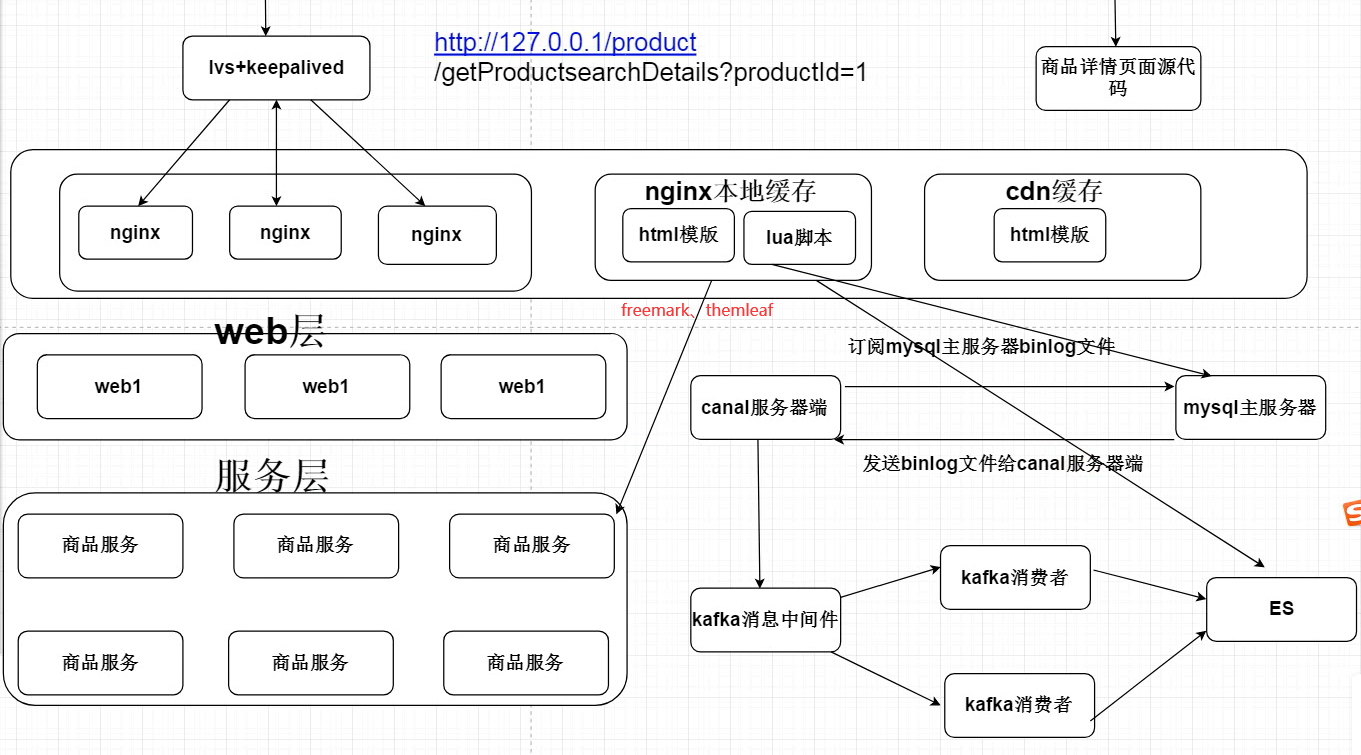 lvs+keepalived
http://127.0.0.1/product
/getProductsearchDetails?productId=1
商品详情页面源代
码
nginx
nginx
nginx
nginx本地缓存
html模版
lua脚本
cdn缓存
html模版
freemark、themleaf
web层
web1
web1
web1
订阅mysql主服务器binlog文件
canal服务器端
mysql主服务器
发送binlog文件给canal服务器端
服务层
商品服务
商品服务
商品服务
商品服务
商品服务
商品服务
kafka消息中间件
kafka消费者
kafka消费者
ES